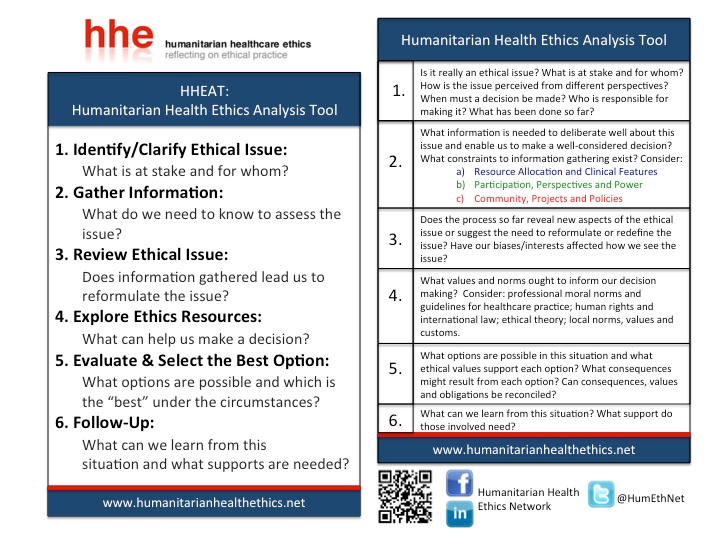 hhe humanitarian healthcare ethics
reflecting on ethical practice
HHEAT:
Humanitarian Health Ethics Analysis Tool
1. Identify/Clarify Ethical Issue:
What is at stake and for whom?
2. Gather Information:
What do we need to know to assess the
issue?
3. Review Ethical Issue:
Does information gathered lead us to
reformulate the issue?
4. Explore Ethics Resources:
What can help us make a decision?
5. Evaluate & Select the Best Option:
What options are possible and which is
the “best” under the circumstances?
6. Follow-Up:
What can we learn from this
situation and what supports are needed?
www.humanitarianhealthethics.net
Humanitarian Health Ethics Analysis Tool
1.
Is it really an ethical issue? What is at stake and for whom?
How is the issue perceived from different perspectives?
When must a decision be made? Who is responsible for
making it? What has been done so far?
2.
What information is needed to deliberate well about this
issue and enable us to make a well-considered decision?
What constraints to information gathering exist? Consider:
a) Resource Allocation and Clinical Features
b) Participation, Perspectives and Power
c) Community, Projects and Policies
3.
Does the process so far reveal new aspects of the ethical
issue or suggest the need to reformulate or redefine the
issue? Have our biases/interests affected how we see the
issue?
4.
What values and norms ought to inform our decision
making? Consider: professional moral norms and
guidelines for healthcare practice; human rights and
international law; ethical theory; local norms, values and
customs.
5.
What options are possible in this situation and what
ethical values support each option? What consequences
might result from each option? Can consequences, values
and obligations be reconciled?
6.
What can we learn from this situation? What support do
those involved need?
www.humanitarianhealthethics.net
f
in
Humanitarian Health
Ethics Network
@HumEthNet